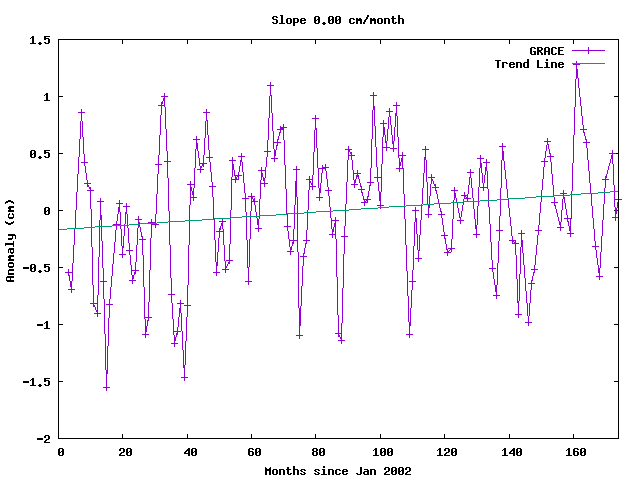 Slope 0.00 cm/month
GRACE
Trend Line
1.5
1
0.5
0
-0.5
-1
-1.5
-2
Anomaly (cm)
0 20 40 60 80 100 120 140 160
Months since Jan 2002